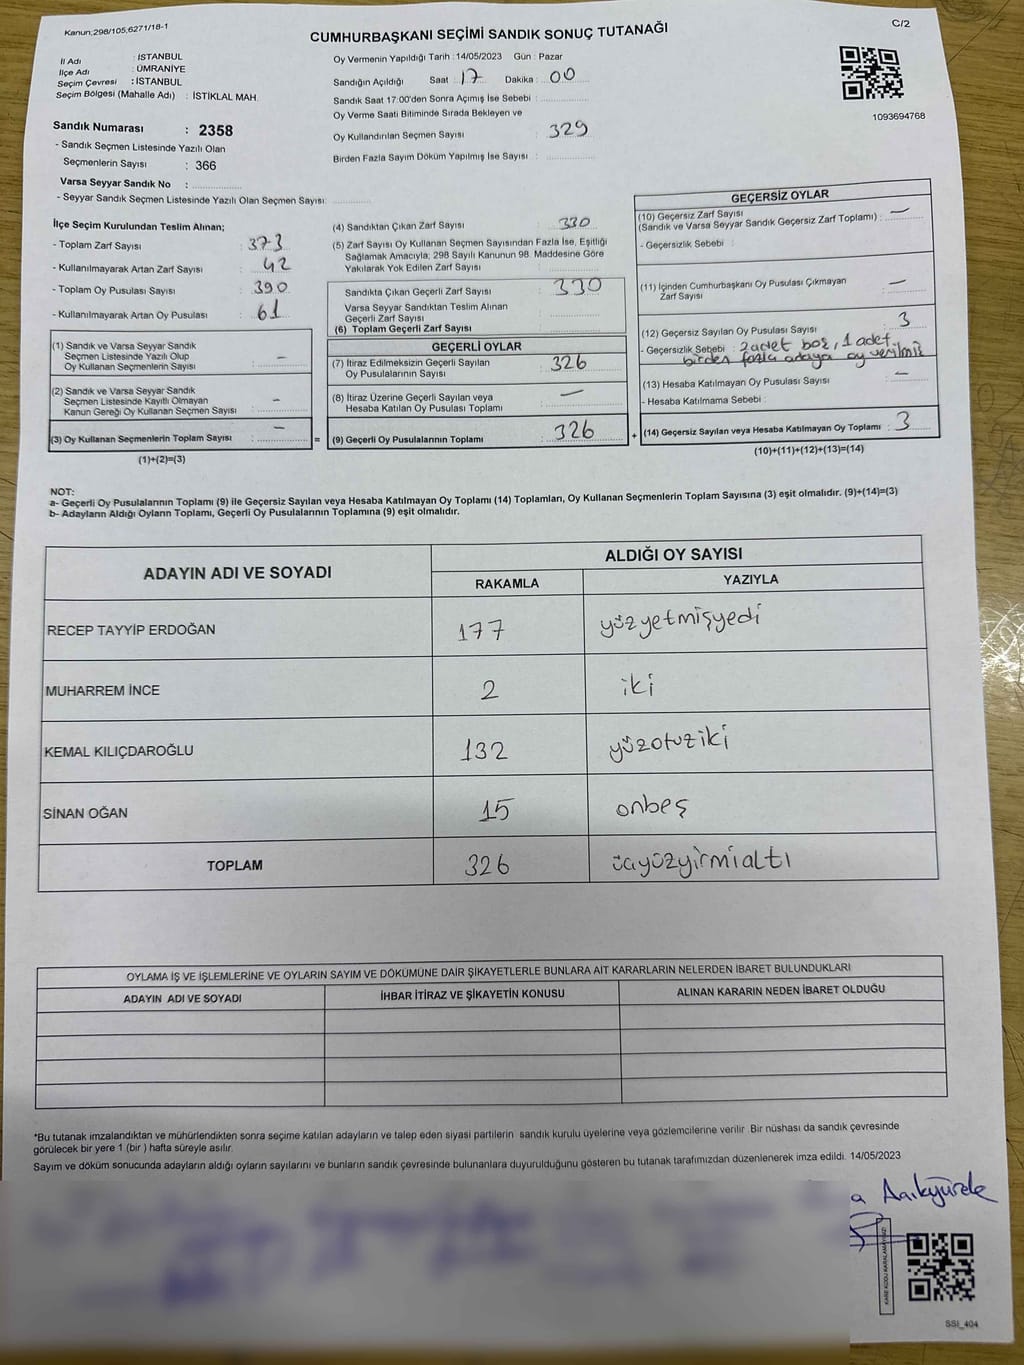 Kanun;298/105,6271/18-1
C/2
CUMHURBAŞKANI SEÇİMİ SANDIK SONUÇ TUTANAĞI
İl Adı : İSTANBUL
İlçe Adı : ÜMRANİYE
Seçim Çevresi : İSTANBUL
Seçim Bölgesi (Mahalle Adı) : İSTİKLAL MAH.
Sandık Numarası : 2358
- Sandık Seçmen Listesinde Yazılı Olan
Seçmenlerin Sayısı : 366
Varsa Seyyar Sandık No :
- Seyyar Sandık Seçmen Listesinde Yazılı Olan Seçmen Sayısı:
Oy Vermenin Yapıldığı Tarih : 14/05/2023 Gün : Pazar
Sandığın Açıldığı Saat : 17 Dakika : 00
Sandık Saat 17:00'den Sonra Açımış İse Sebebi :
Oy Verme Saati Bitiminde Sırada Bekleyen ve
Oy Kullandırılan Seçmen Sayısı : 329
Birden Fazla Sayım Döküm Yapılmış İse Sayısı :
1093694768
İlçe Seçim Kurulundan Teslim Alınan;
- Toplam Zarf Sayısı : 373
- Kullanılmayarak Artan Zarf Sayısı : 42
- Toplam Oy Pusulası Sayısı : 390
- Kullanılmayarak Artan Oy Pusulası : 61
(1) Sandık ve Varsa Seyyar Sandık
Seçmen Listesinde Yazılı Olup
Oy Kullanan Seçmenlerin Sayısı : -
(2) Sandık ve Varsa Seyyar Sandık
Seçmen Listesinde Kayıtlı Olmayan
Kanun Gereği Oy Kullanan Seçmen Sayısı : -
(3) Oy Kullanan Seçmenlerin Toplam Sayısı : - =
(1)+(2)=(3)
(4) Sandıktan Çıkan Zarf Sayısı : 330
(5) Zarf Sayısı Oy Kullanan Seçmen Sayısından Fazla İse, Eşitliği
Sağlamak Amacıyla; 298 Sayılı Kanunun 98. Maddesine Göre
Yakılarak Yok Edilen Zarf Sayısı :
Sandıkta Çıkan Geçerli Zarf Sayısı : 330
Varsa Seyyar Sandıktan Teslim Alınan
Geçerli Zarf Sayısı :
(6) Toplam Geçerli Zarf Sayısı :
GEÇERLİ OYLAR
(7) İtiraz Edilmeksizin Geçerli Sayılan
Oy Pusulalarının Sayısı : 326
(8) İtiraz Üzerine Geçerli Sayılan veya
Hesaba Katılan Oy Pusulası Toplamı : -
(9) Geçerli Oy Pusulalarının Toplamı : 326 +
GEÇERSİZ OYLAR
(10) Geçersiz Zarf Sayısı
(Sandık ve Varsa Seyyar Sandık Geçersiz Zarf Toplamı) : -
- Geçersizlik Sebebi :
(11) İçinden Cumhurbaşkanı Oy Pusulası Çıkmayan
Zarf Sayısı : -
(12) Geçersiz Sayılan Oy Pusulası Sayısı : 3
- Geçersizlik Sebebi : 2 adet boş, 1 adet
birden fazla adaya oy verilmiş
(13) Hesaba Katılmayan Oy Pusulası Sayısı : -
- Hesaba Katılmama Sebebi :
(14) Geçersiz Sayılan veya Hesaba Katılmayan Oy Toplamı : 3
(10)+(11)+(12)+(13)=(14)
NOT:
a- Geçerli Oy Pusulalarının Toplamı (9) ile Geçersiz Sayılan veya Hesaba Katılmayan Oy Toplamı (14) Toplamları, Oy Kullanan Seçmenlerin Toplam Sayısına (3) eşit olmalıdır. (9)+(14)=(3)
b- Adayların Aldığı Oyların Toplamı, Geçerli Oy Pusulalarının Toplamına (9) eşit olmalıdır.
ADAYIN ADI VE SOYADI
ALDIĞI OY SAYISI
RAKAMLA YAZIYLA
RECEP TAYYİP ERDOĞAN 177 yüzyetmişyedi
MUHARREM İNCE 2 iki
KEMAL KILIÇDAROĞLU 132 yüzotuziki
SİNAN OĞAN 15 onbeş
TOPLAM 326 üçyüzyirmialtı
OYLAMA İŞ VE İŞLEMLERİNE VE OYLARIN SAYIM VE DÖKÜMÜNE DAİR ŞİKAYETLERLE BUNLARA AİT KARARLARIN NELERDEN İBARET BULUNDUKLARI
ADAYIN ADI VE SOYADI İHBAR İTİRAZ VE ŞİKAYETİN KONUSU ALINAN KARARIN NEDEN İBARET OLDUĞU
*Bu tutanak imzalandıktan ve mühürlendikten sonra seçime katılan adayların ve talep eden siyasi partilerin sandık kurulu üyelerine veya gözlemcilerine verilir .Bir nüshası da sandık çevresinde
görülecek bir yere 1 (bir ) hafta süreyle asılır.
Sayım ve döküm sonucunda adayların aldığı oyların sayılarını ve bunların sandık çevresinde bulunanlara duyurulduğunu gösteren bu tutanak tarafımızdan düzenlenerek imza edildi. 14/05/2023
KARE KODU KARALAMAYINIZ!
SSİ_404